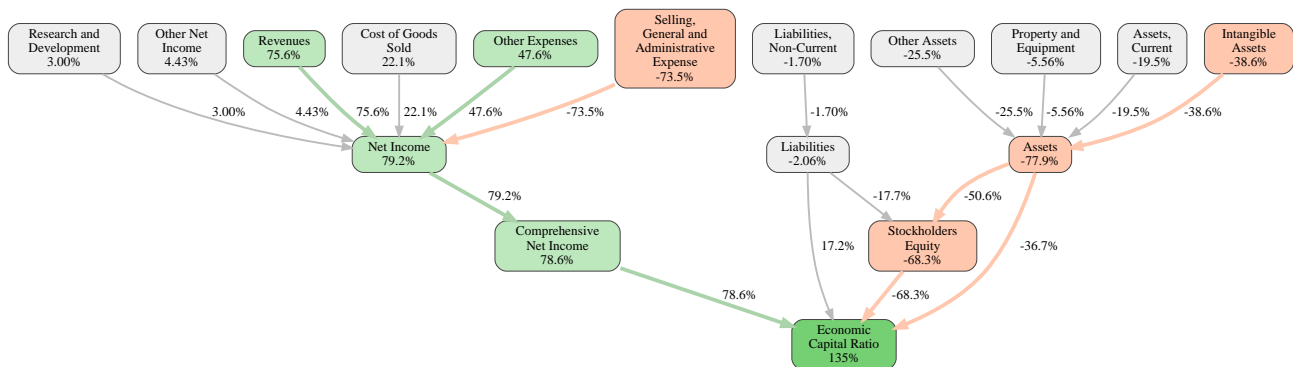 Research and
Development
3.00%
Other Net
Income
4.43%
Revenues
75.6%
Cost of Goods
Sold
22.1%
Other Expenses
47.6%
Selling,
General and
Administrative
Expense
-73.5%
Liabilities,
Non-Current
-1.70%
Other Assets
-25.5%
Property and
Equipment
-5.56%
Assets,
Current
-19.5%
Intangible
Assets
-38.6%
3.00%
4.43%
75.6%
22.1%
47.6%
-73.5%
-1.70%
-25.5%
-5.56%
-19.5%
-38.6%
Net Income
79.2%
Liabilities
-2.06%
Assets
-77.9%
79.2%
-17.7%
-50.6%
Comprehensive
Net Income
78.6%
17.2%
Stockholders
Equity
-68.3%
-36.7%
78.6%
-68.3%
Economic
Capital Ratio
135%